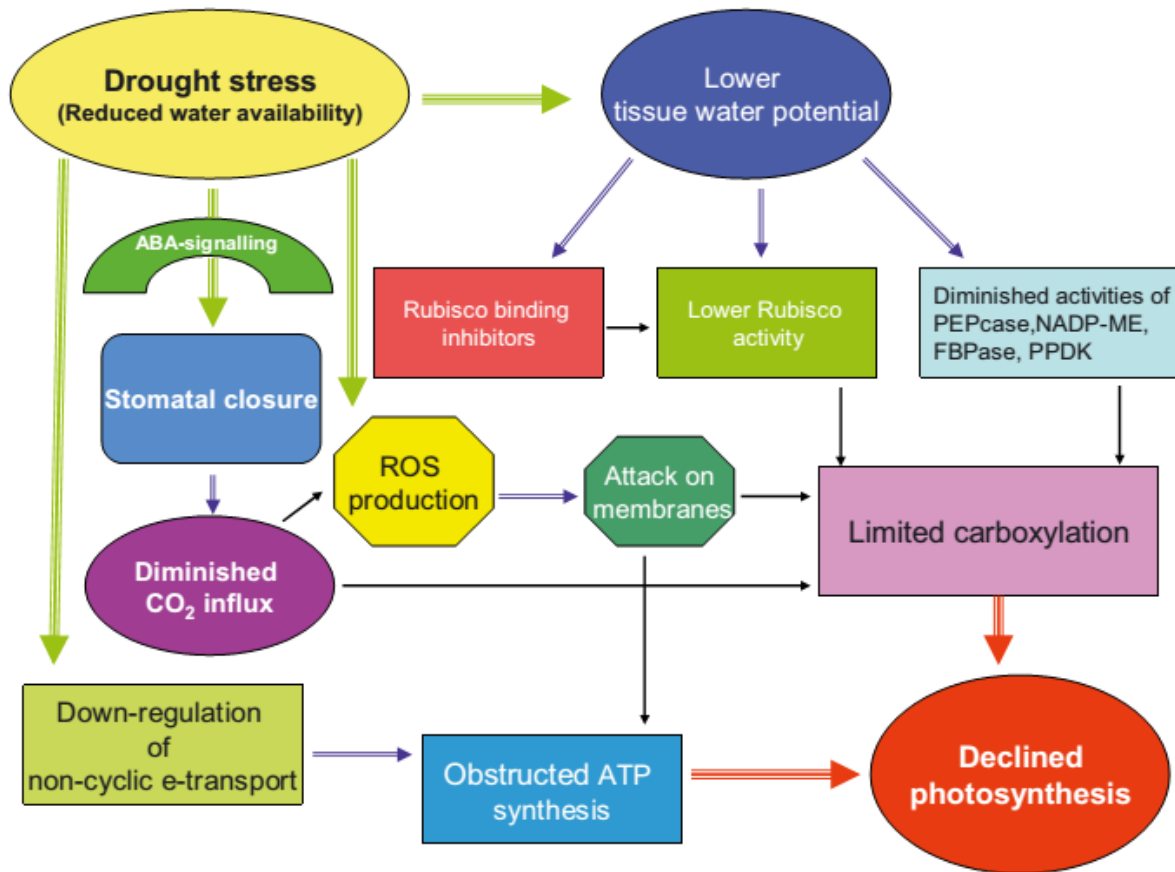 Drought stress
(Reduced water availability)
Lower
tissue water potential
ABA-signalling
Rubisco binding
inhibitors
Lower Rubisco
activity
Diminished activities of
PEPcase,NADP-ME,
FBPase, PPDK
Stomatal closure
ROS
production
Attack on
membranes
Limited carboxylation
Diminished
CO₂ influx
Down-regulation
of
non-cyclic e-transport
Obstructed ATP
synthesis
Declined
photosynthesis